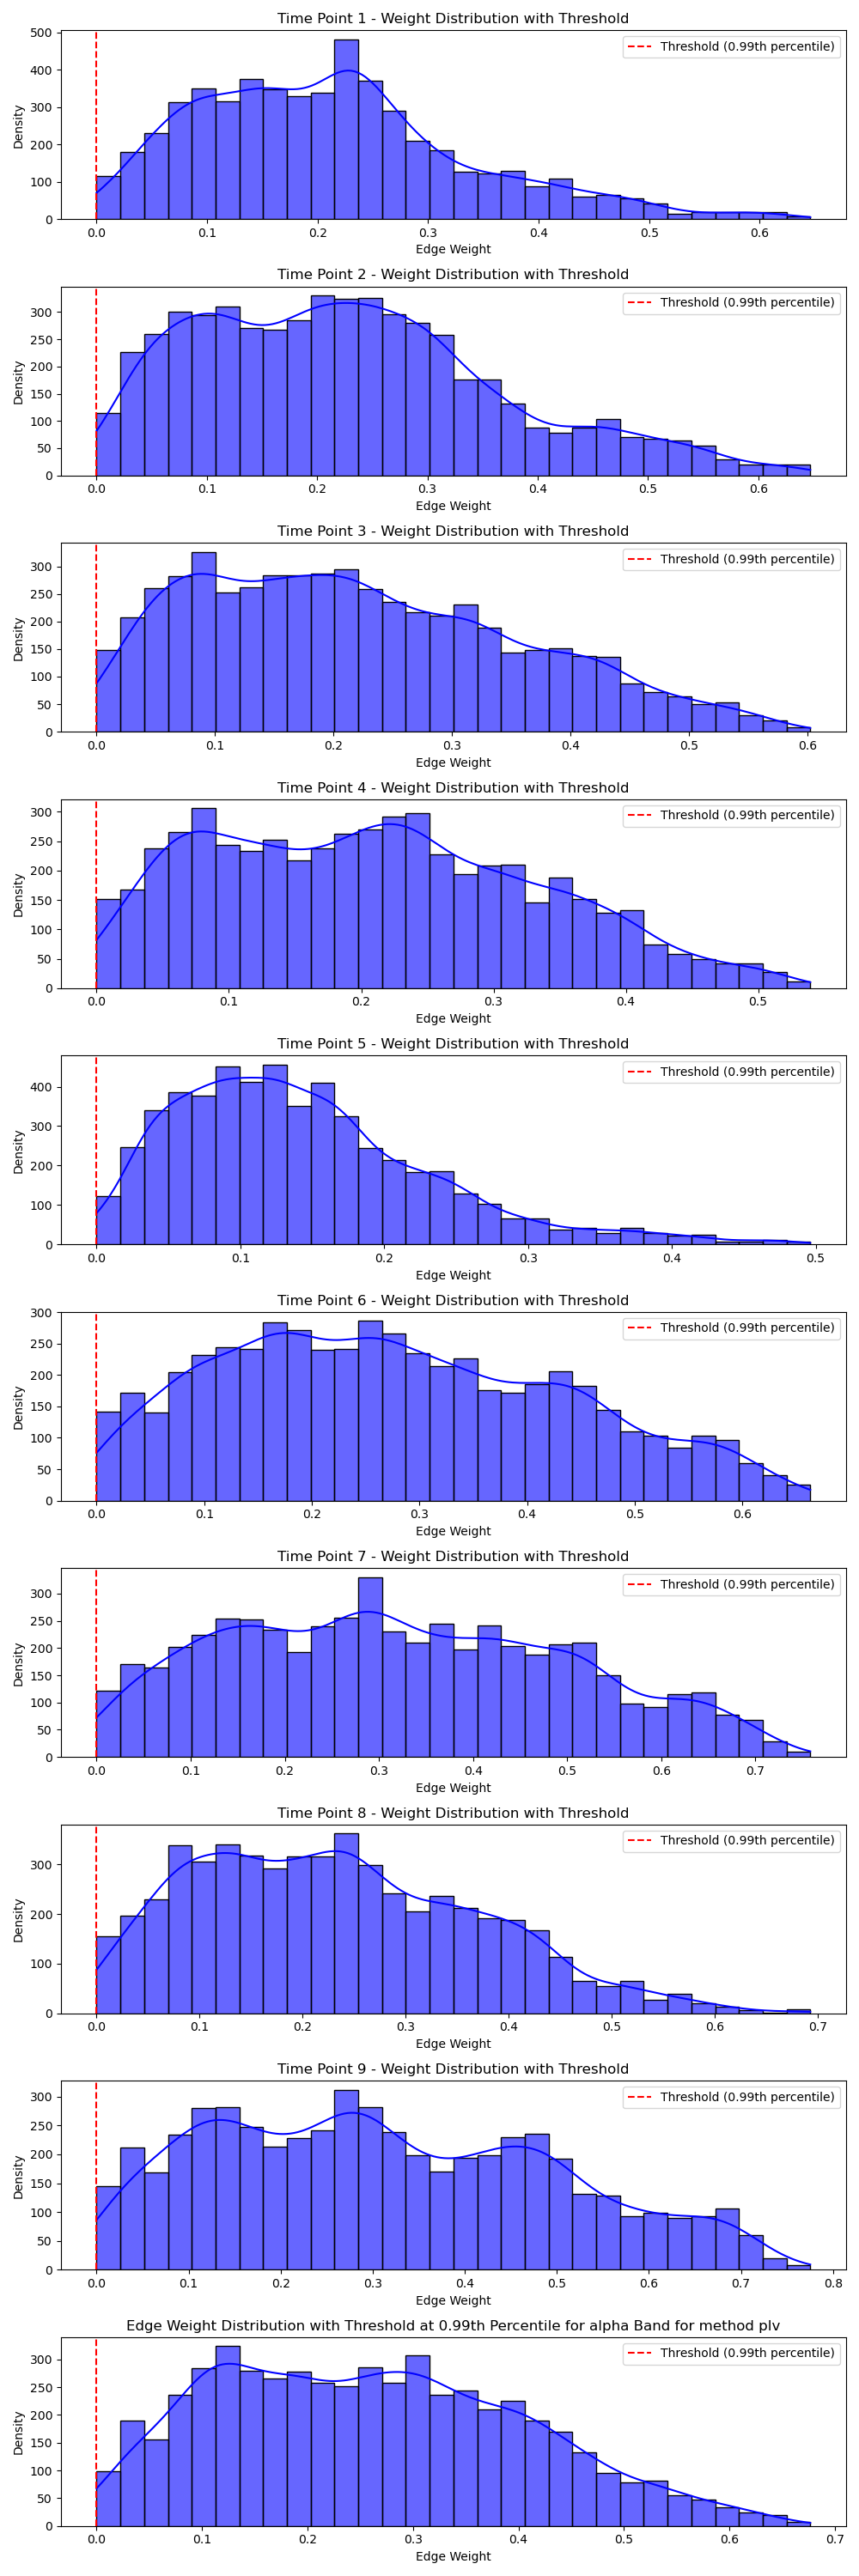 Time Point 1 - Weight Distribution with Threshold
Threshold (0.99th percentile)
Density
500
400
300
200
100
0
0.0 0.1 0.2 0.3 0.4 0.5 0.6
Edge Weight
Time Point 2 - Weight Distribution with Threshold
Threshold (0.99th percentile)
Density
300
250
200
150
100
50
0
0.0 0.1 0.2 0.3 0.4 0.5 0.6
Edge Weight
Time Point 3 - Weight Distribution with Threshold
Threshold (0.99th percentile)
Density
300
250
200
150
100
50
0
0.0 0.1 0.2 0.3 0.4 0.5 0.6
Edge Weight
Time Point 4 - Weight Distribution with Threshold
Threshold (0.99th percentile)
Density
300
250
200
150
100
50
0
0.0 0.1 0.2 0.3 0.4 0.5
Edge Weight
Time Point 5 - Weight Distribution with Threshold
Threshold (0.99th percentile)
Density
400
300
200
100
0
0.0 0.1 0.2 0.3 0.4 0.5
Edge Weight
Time Point 6 - Weight Distribution with Threshold
Threshold (0.99th percentile)
Density
300
250
200
150
100
50
0
0.0 0.1 0.2 0.3 0.4 0.5 0.6
Edge Weight
Time Point 7 - Weight Distribution with Threshold
Threshold (0.99th percentile)
Density
300
250
200
150
100
50
0
0.0 0.1 0.2 0.3 0.4 0.5 0.6 0.7
Edge Weight
Time Point 8 - Weight Distribution with Threshold
Threshold (0.99th percentile)
Density
300
200
100
0
0.0 0.1 0.2 0.3 0.4 0.5 0.6 0.7
Edge Weight
Time Point 9 - Weight Distribution with Threshold
Threshold (0.99th percentile)
Density
300
250
200
150
100
50
0
0.0 0.1 0.2 0.3 0.4 0.5 0.6 0.7 0.8
Edge Weight
Edge Weight Distribution with Threshold at 0.99th Percentile for alpha Band for method plv
Threshold (0.99th percentile)
Density
300
250
200
150
100
50
0
0.0 0.1 0.2 0.3 0.4 0.5 0.6 0.7
Edge Weight